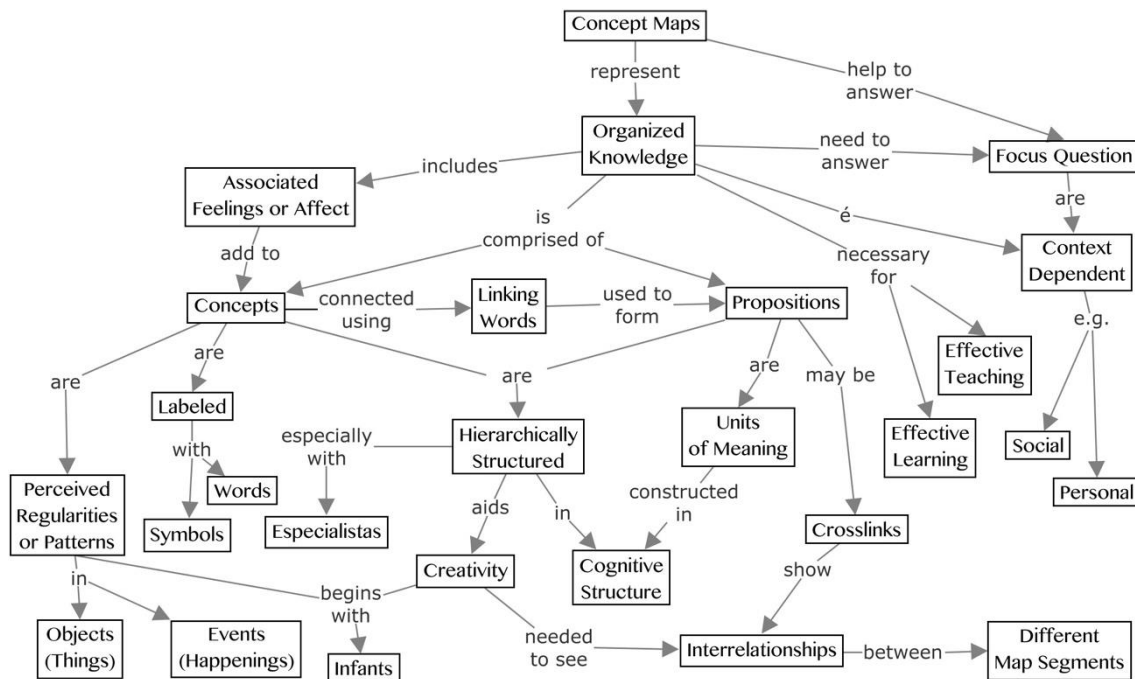 Concept Maps
represent
help to
answer
Organized
Knowledge
need to
answer
Focus Question
includes
Associated
Feelings or Affect
are
is
comprised of
é
add to
necessary
for
Context
Dependent
Concepts
connected
using
Linking
Words
used to
form
Propositions
e.g.
are
are
are
are
may be
Effective
Teaching
Labeled
especially
with
Hierarchically
Structured
Units
of Meaning
Effective
Learning
Social
with
Words
Perceived
Regularities
or Patterns
Symbols
Especialistas
aids
in
constructed
in
Personal
Crosslinks
Creativity
Cognitive
Structure
show
in
begins
with
Objects
(Things)
Events
(Happenings)
Infants
needed
to see
Interrelationships
between
Different
Map Segments